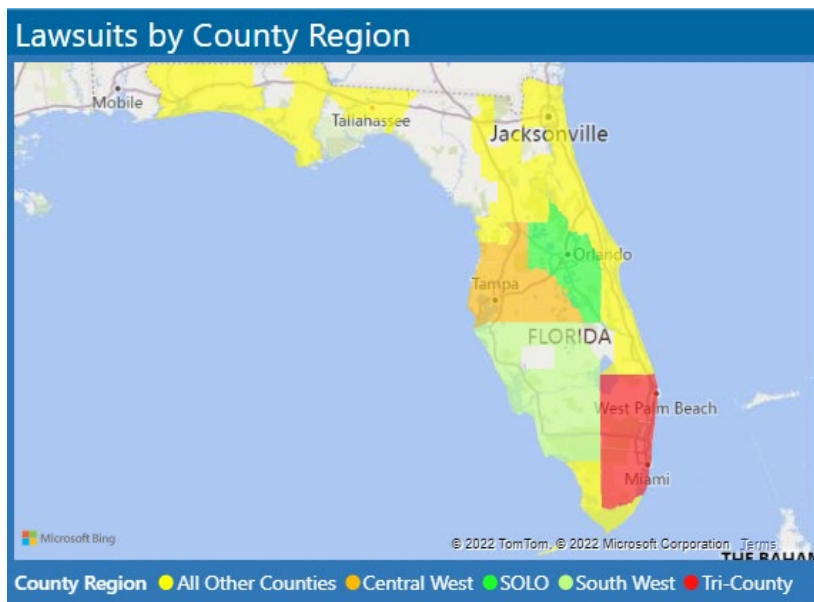 Lawsuits by County Region
Mobile
Tallahassee
Jacksonville
Orlando
Tampa
FLORIDA
West Palm Beach
Miami
Microsoft Bing
© 2022 TomTom, © 2022 Microsoft Corporation Terms
THE BAHAM
County Region All Other Counties Central West SOLO South West Tri-County